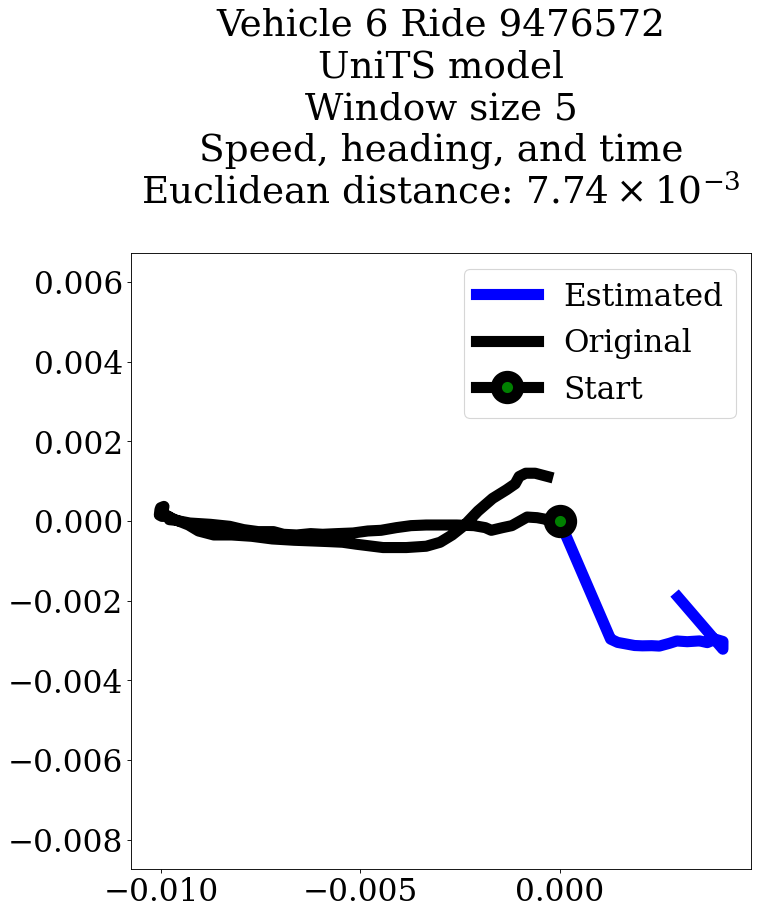 Vehicle 6 Ride 9476572
UniTS model
Window size 5
Speed, heading, and time
Euclidean distance: 7.74 × 10⁻³
Estimated
Original
Start
0.006
0.004
0.002
0.000
−0.002
−0.004
−0.006
−0.008
−0.010
−0.005
0.000